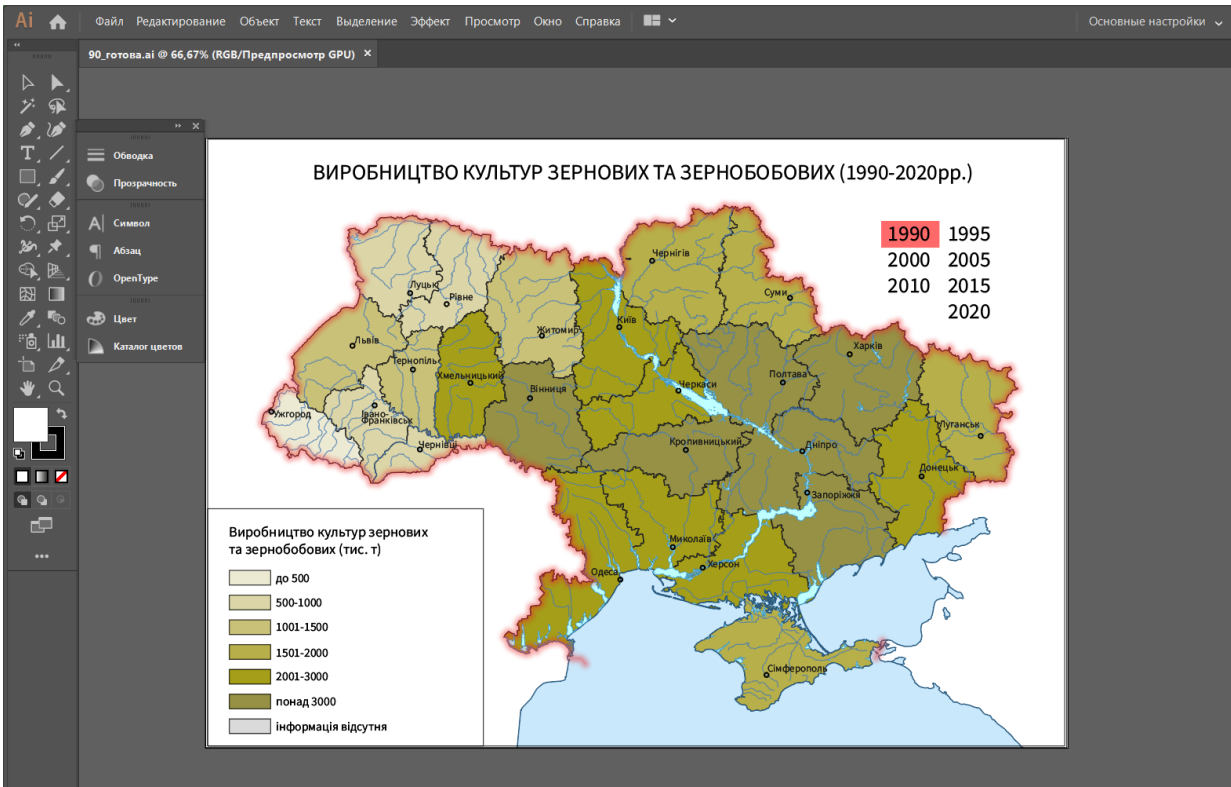 Ai Файл Редактирование Объект Текст Выделение Эффект Просмотр Окно Справка Основные настройки
90_готова.ai @ 66,67% (RGB/Предпросмотр GPU) ×
Обводка
Прозрачность
Символ
Абзац
OpenType
Цвет
Каталог цветов
ВИРОБНИЦТВО КУЛЬТУР ЗЕРНОВИХ ТА ЗЕРНОБОБОВИХ (1990-2020рр.)
1990 1995
2000 2005
2010 2015
2020
Чернігів
Луцьк
Рівне
Суми
Київ
Житомир
Львів
Харків
Тернопіль
Хмельницький
Вінниця
Полтава
Черкаси
Ужгород
Івано-
Франківськ
Луганськ
Чернівці
Кропивницький
Дніпро
Донецьк
Запоріжжя
Миколаїв
Херсон
Одеса
Сімферополь
Виробництво культур зернових
та зернобобових (тис. т)
до 500
500-1000
1001-1500
1501-2000
2001-3000
понад 3000
інформація відсутня